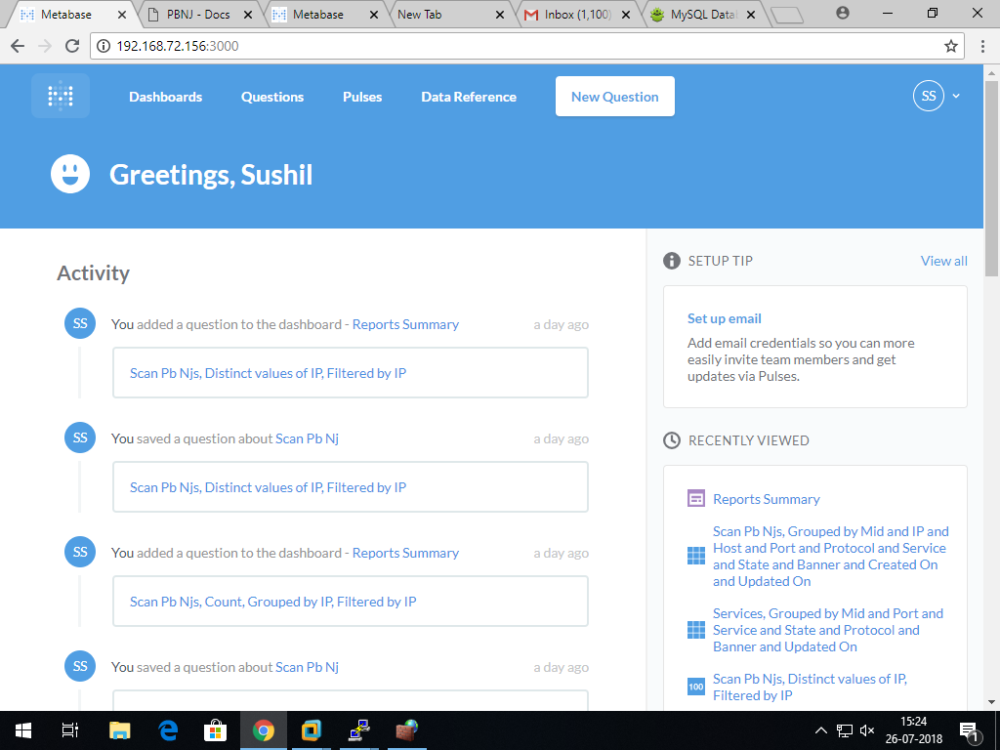 Metabase
PBNJ - Docs
Metabase
New Tab
Inbox (1,100)
MySQL Data
192.168.72.156:3000
Dashboards
Questions
Pulses
Data Reference
New Question
SS
Greetings, Sushil
Activity
SS
You added a question to the dashboard - Reports Summary
a day ago
Scan Pb Njs, Distinct values of IP, Filtered by IP
SS
You saved a question about Scan Pb Nj
a day ago
Scan Pb Njs, Distinct values of IP, Filtered by IP
SS
You added a question to the dashboard - Reports Summary
a day ago
Scan Pb Njs, Count, Grouped by IP, Filtered by IP
SS
You saved a question about Scan Pb Nj
a day ago
SETUP TIP
View all
Set up email
Add email credentials so you can more
easily invite team members and get
updates via Pulses.
RECENTLY VIEWED
Reports Summary
Scan Pb Njs, Grouped by Mid and IP and
Host and Port and Protocol and Service
and State and Banner and Created On
and Updated On
Services, Grouped by Mid and Port and
Service and State and Protocol and
Banner and Updated On
100
Scan Pb Njs, Distinct values of IP,
Filtered by IP
15:24
26-07-2018
1